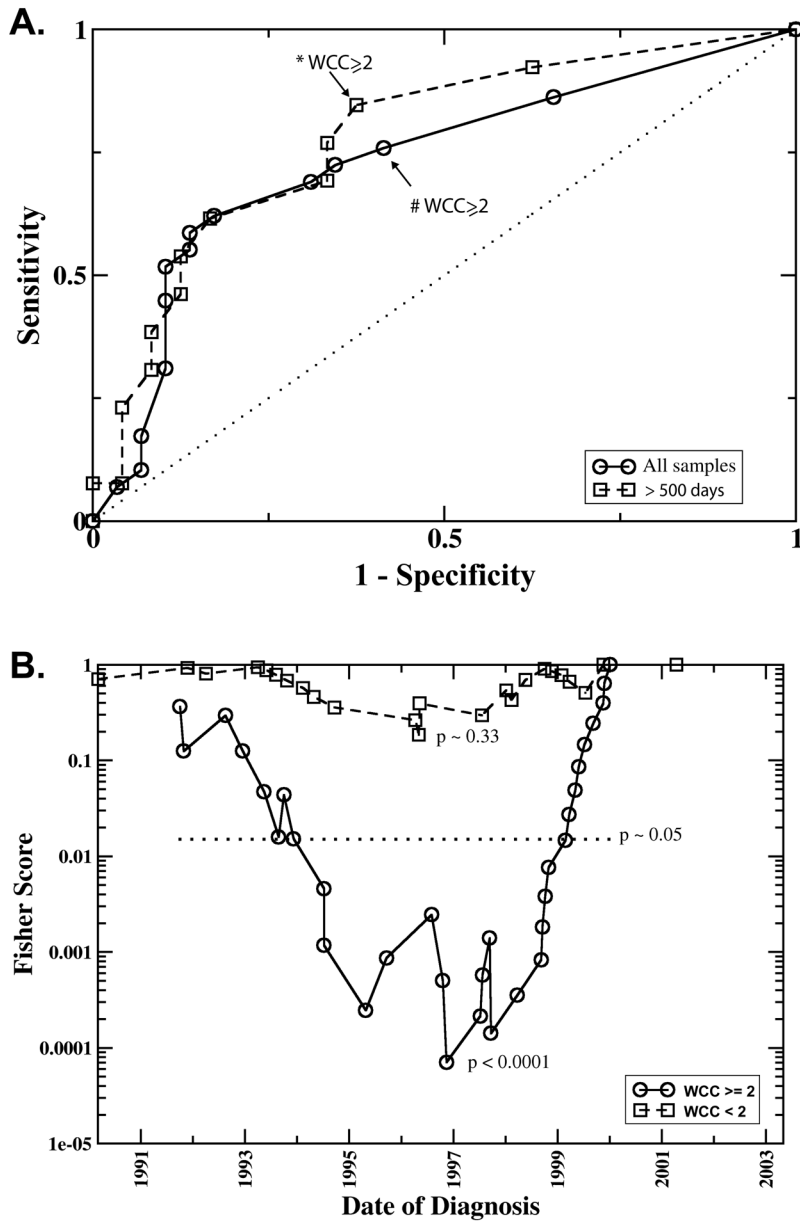 A.
1
* WCC⩾2
# WCC⩾2
Sensitivity
0.5
All samples
> 500 days
0
0
0.5
1
1 - Specificity
B.
1
p ~ 0.33
0.1
p ~ 0.05
0.01
Fisher Score
0.001
0.0001
p < 0.0001
WCC >= 2
WCC < 2
1e-05
1991
1993
1995
1997
1999
2001
2003
Date of Diagnosis